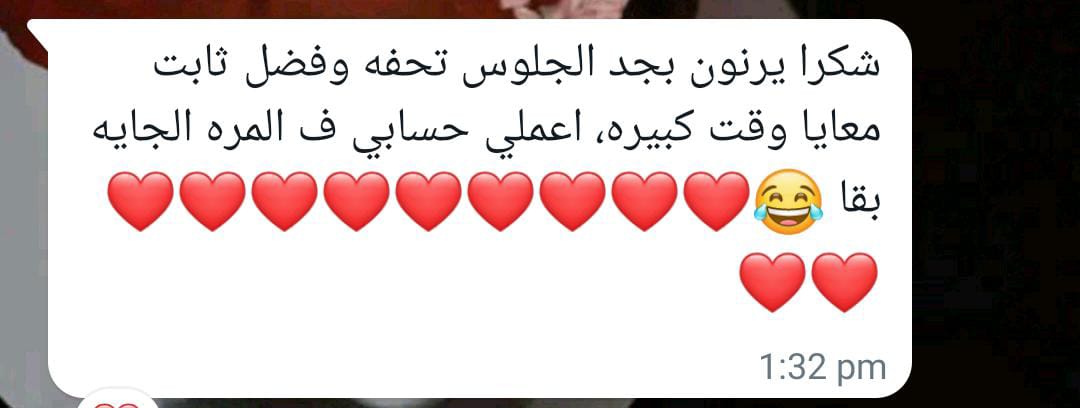 شكرا يرنون بجد الجلوس تحفه وفضل ثابت
معايا وقت كبيره، اعملي حسابي ف المره الجايه
بقا 😂❤️❤️❤️❤️❤️❤️❤️❤️❤️
❤️❤️
1:32 pm